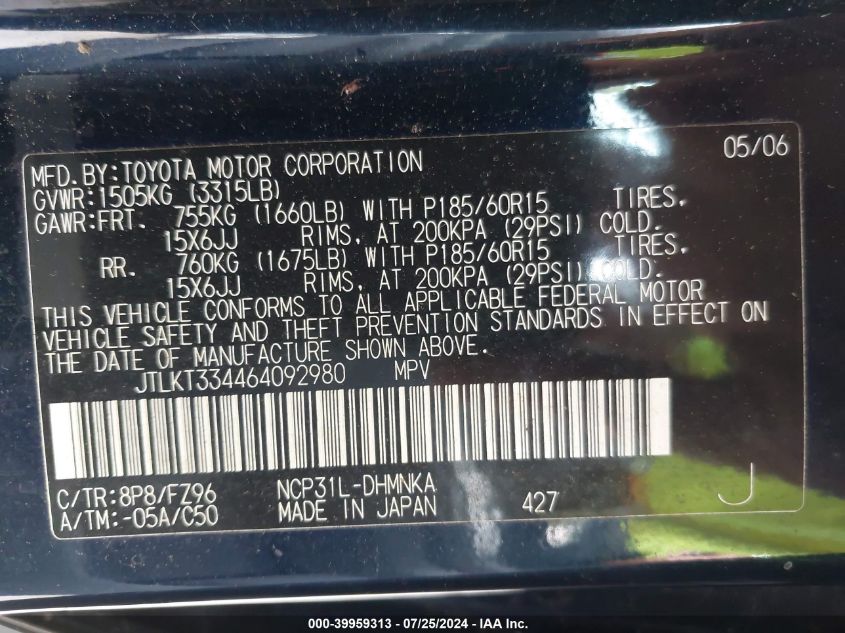 MFD.BY:TOYOTA MOTOR CORPORATION 05/06
GVWR:1505KG (3315LB)
GAWR:FRT. 755KG (1660LB) WITH P185/60R15 TIRES.
15X6JJ RIMS, AT 200KPA (29PSI) COLD.
RR. 760KG (1675LB) WITH P185/60R15 TIRES.
15X6JJ RIMS, AT 200KPA (29PSI) COLD.
THIS VEHICLE CONFORMS TO ALL APPLICABLE FEDERAL MOTOR
VEHICLE SAFETY AND THEFT PREVENTION STANDARDS IN EFFECT ON
THE DATE OF MANUFACTURE SHOWN ABOVE.
JTLKT334464092980 MPV
C/TR:8P8/FZ96 NCP31L-DHMNKA
A/TM:-05A/C50 MADE IN JAPAN 427 J
000-39959313 - 07/25/2024 - IAA Inc.